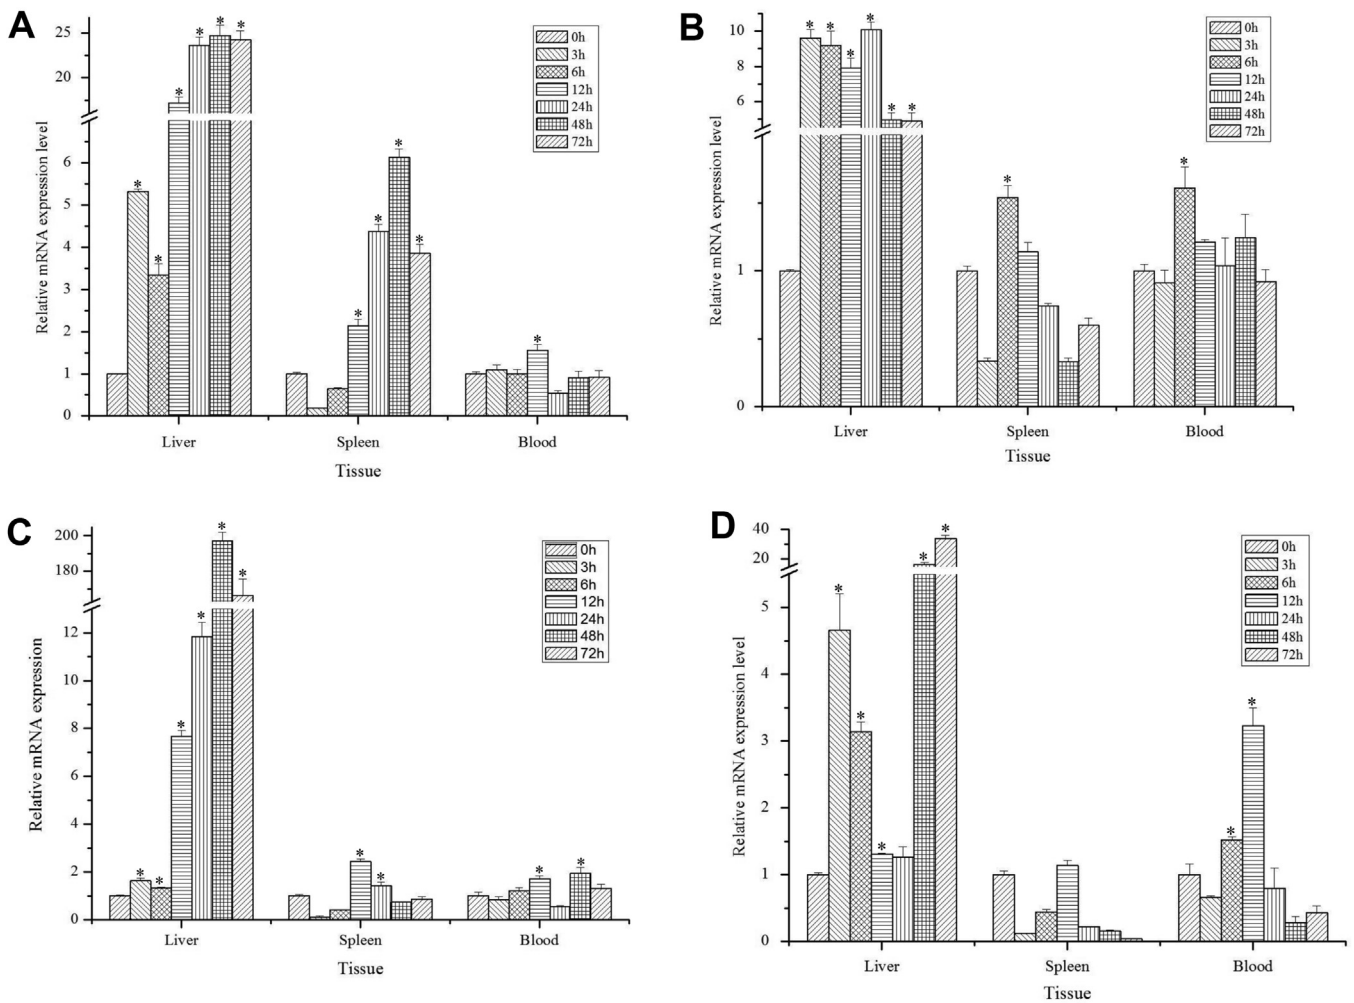 A
Relative mRNA expression level
25
20
6
5
4
3
2
1
0
* * * * * *
* * * *
*
0h
3h
6h
12h
24h
48h
72h
Liver Spleen Blood
Tissue
B
Relative mRNA expression level
10
8
6
1
0
* * * * * *
*
*
0h
3h
6h
12h
24h
48h
72h
Liver Spleen Blood
Tissue
C
Relative mRNA expression
200
180
12
10
8
6
4
2
0
* * * * * *
* *
* *
0h
3h
6h
12h
24h
48h
72h
Liver Spleen Blood
Tissue
D
Relative mRNA expression level
40
20
5
4
3
2
1
0
* * * * *
* *
0h
3h
6h
12h
24h
48h
72h
Liver Spleen Blood
Tissue